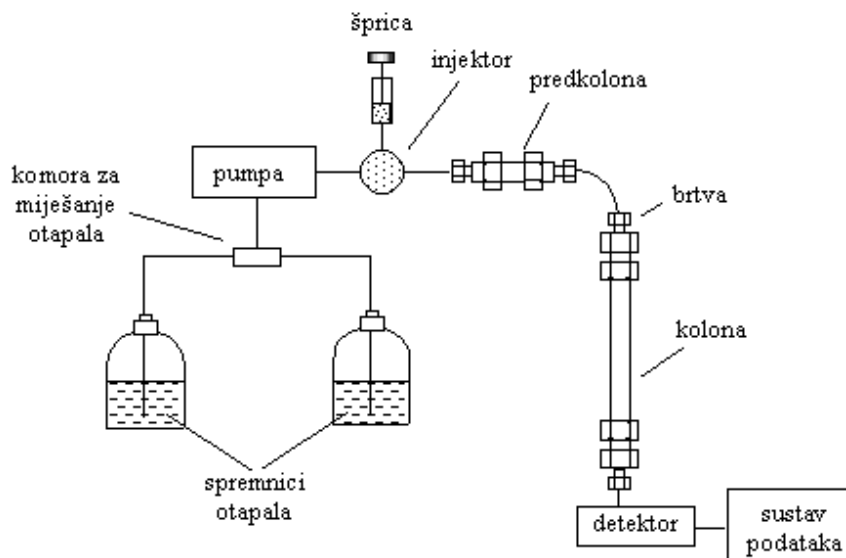 šprica
injektor
predkolona
pumpa
komora za
miješanje
otapala
brtva
kolona
spremnici
otapala
detektor
sustav
podataka